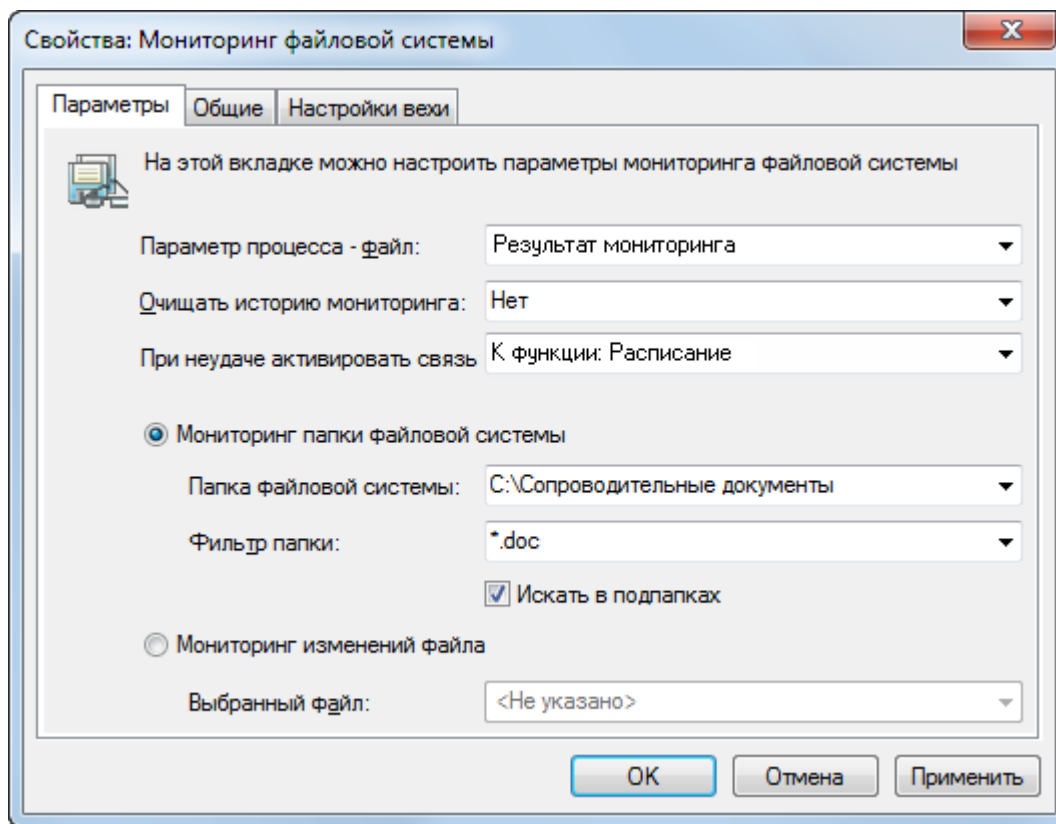 Свойства: Мониторинг файловой системы
Параметры Общие Настройки вехи
На этой вкладке можно настроить параметры мониторинга файловой системы
Параметр процесса - файл: Результат мониторинга
Очищать историю мониторинга: Нет
При неудаче активировать связь К функции: Расписание
Мониторинг папки файловой системы
Папка файловой системы: C:\Сопроводительные документы
Фильтр папки: *.doc
Искать в подпапках
Мониторинг изменений файла
Выбранный файл: <Не указано>
OK Отмена Применить